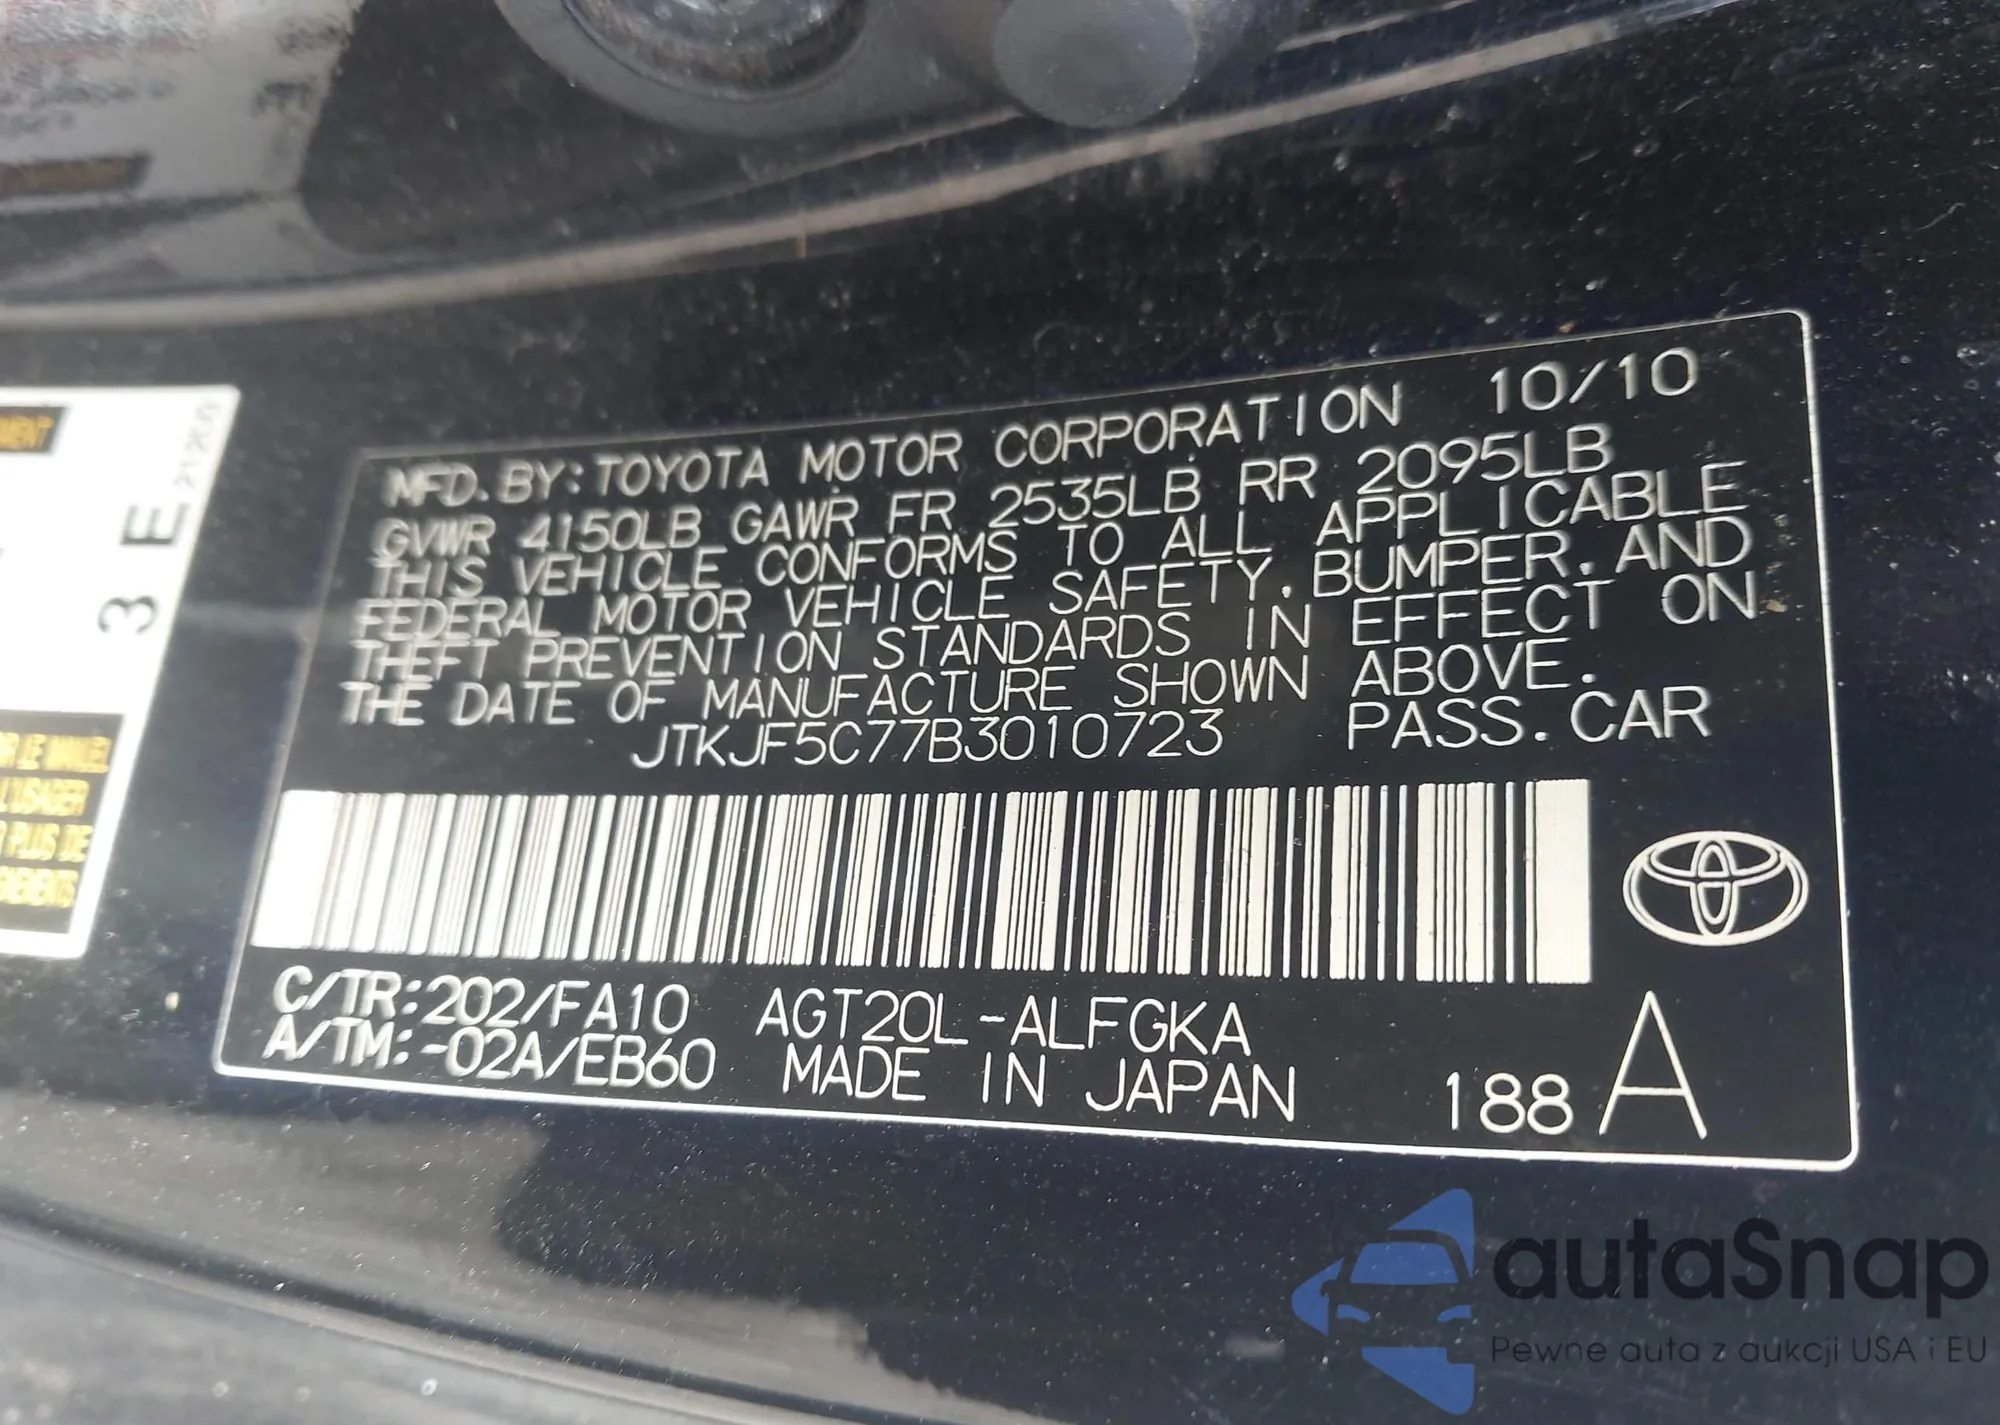 MFD. BY: TOYOTA MOTOR CORPORATION 10/10
GVWR 4150LB GAWR FR 2535LB RR 2095LB
THIS VEHICLE CONFORMS TO ALL APPLICABLE
FEDERAL MOTOR VEHICLE SAFETY, BUMPER, AND
THEFT PREVENTION STANDARDS IN EFFECT ON
THE DATE OF MANUFACTURE SHOWN ABOVE.
JTKJF5C77B3010723 PASS. CAR
C/TR: 202/FA10 AGT20L-ALFGKA
A/TM: -02A/EB60 MADE IN JAPAN 188 A
3 E
PLUS DE
autaSnap
Pewne auta z aukcji USA i EU